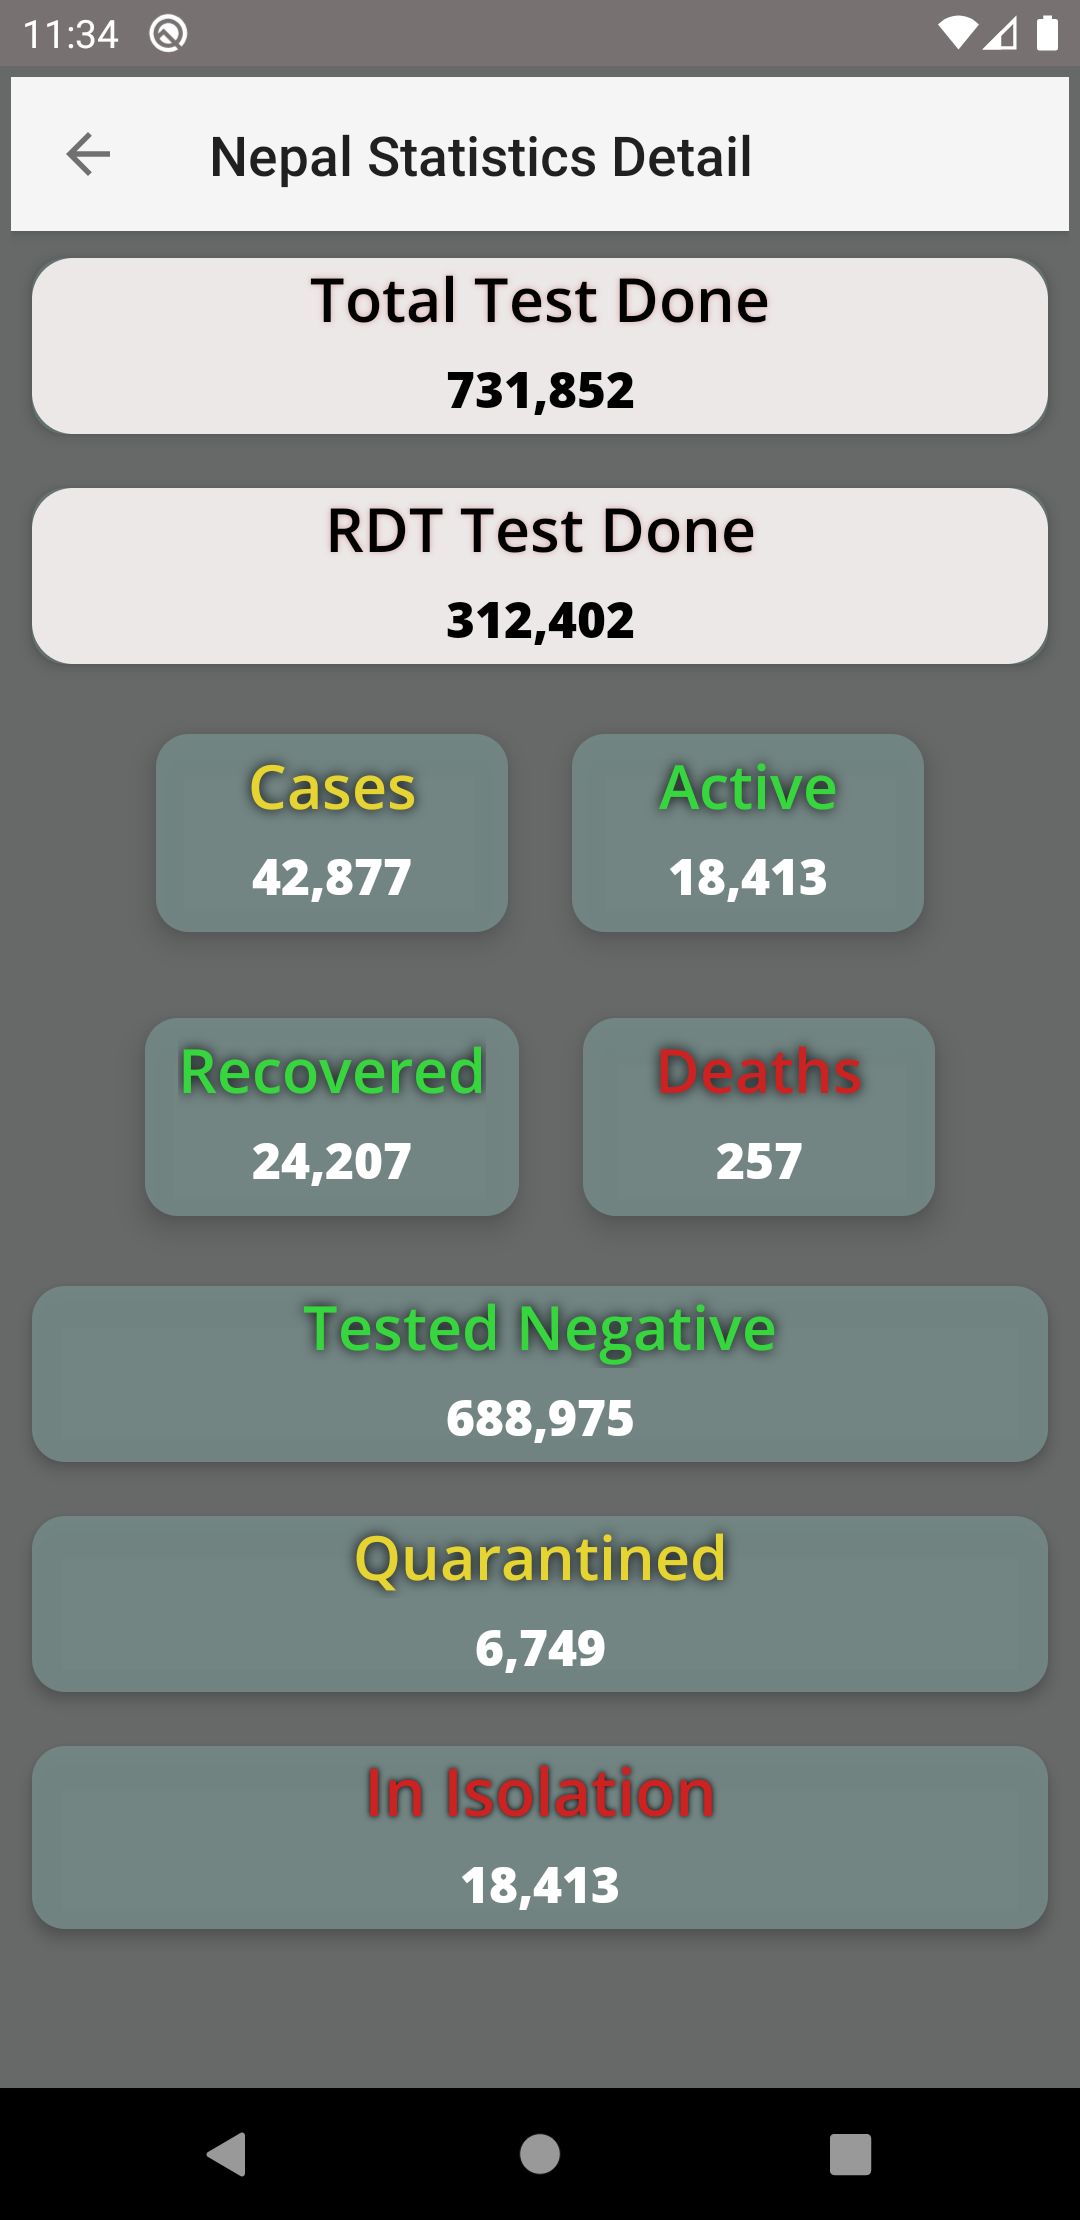 11:34
Nepal Statistics Detail
Total Test Done
731,852
RDT Test Done
312,402
Cases
42,877
Active
18,413
Recovered
24,207
Deaths
257
Tested Negative
688,975
Quarantined
6,749
In Isolation
18,413